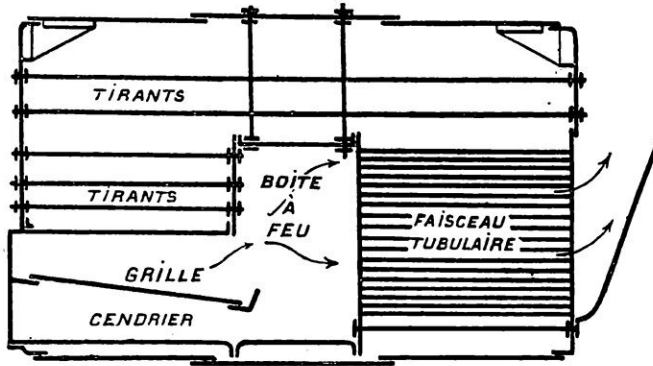 TIRANTS
TIRANTS
BOITE
À
FEU
FAISCEAU
TUBULAIRE
GRILLE
CENDRIER